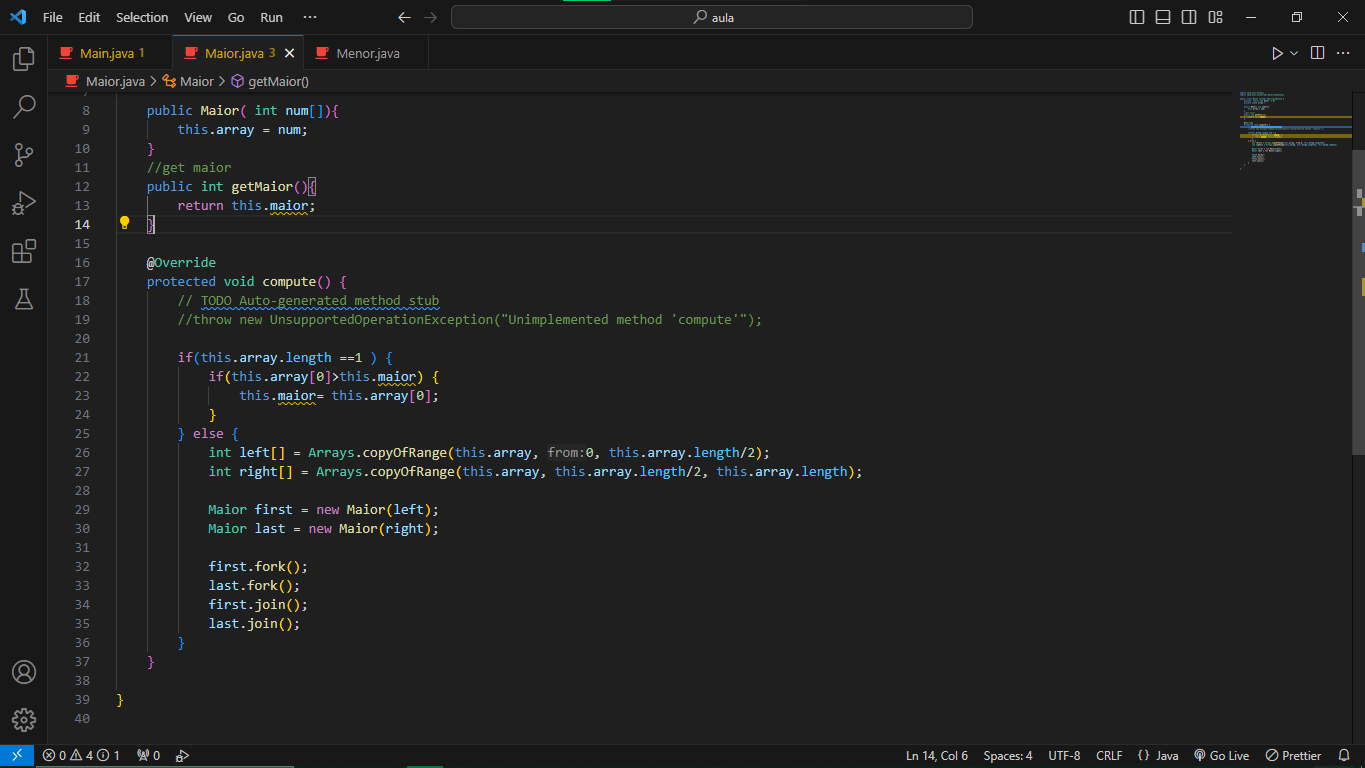 File Edit Selection View Go Run ··· aula
Main.java 1 Maior.java 3 Menor.java
Maior.java > Maior > getMaior()
8 public Maior( int num[]){
9 this.array = num;
10 }
11 //get maior
12 public int getMaior(){
13 return this.maior;
14 }
15
16 @Override
17 protected void compute() {
18 // TODO Auto-generated method stub
19 //throw new UnsupportedOperationException("Unimplemented method 'compute'");
20
21 if(this.array.length ==1 ) {
22 if(this.array[0]>this.maior) {
23 this.maior= this.array[0];
24 }
25 } else {
26 int left[] = Arrays.copyOfRange(this.array, from:0, this.array.length/2);
27 int right[] = Arrays.copyOfRange(this.array, this.array.length/2, this.array.length);
28
29 Maior first = new Maior(left);
30 Maior last = new Maior(right);
31
32 first.fork();
33 last.fork();
34 first.join();
35 last.join();
36 }
37 }
38
39 }
40
0 4 1 0 Ln 14, Col 6 Spaces: 4 UTF-8 CRLF {} Java Go Live Prettier